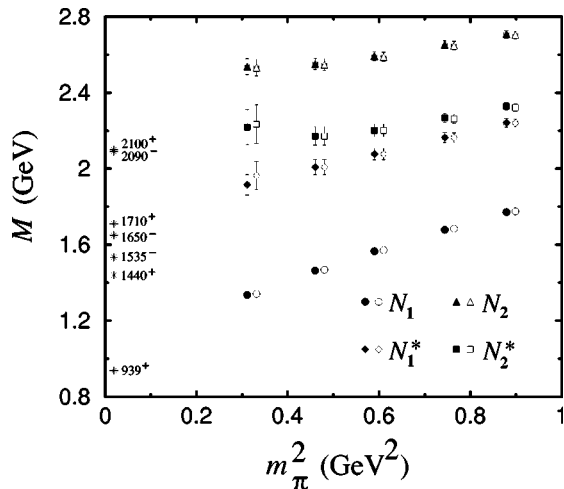 M (GeV)
2.8
2.4
2
1.6
1.2
0.8
2100⁺
2090⁻
1710⁺
1650⁻
1535⁻
1440⁺
939⁺
N₁ N₂
N₁* N₂*
0 0.2 0.4 0.6 0.8 1
m_π² (GeV²)